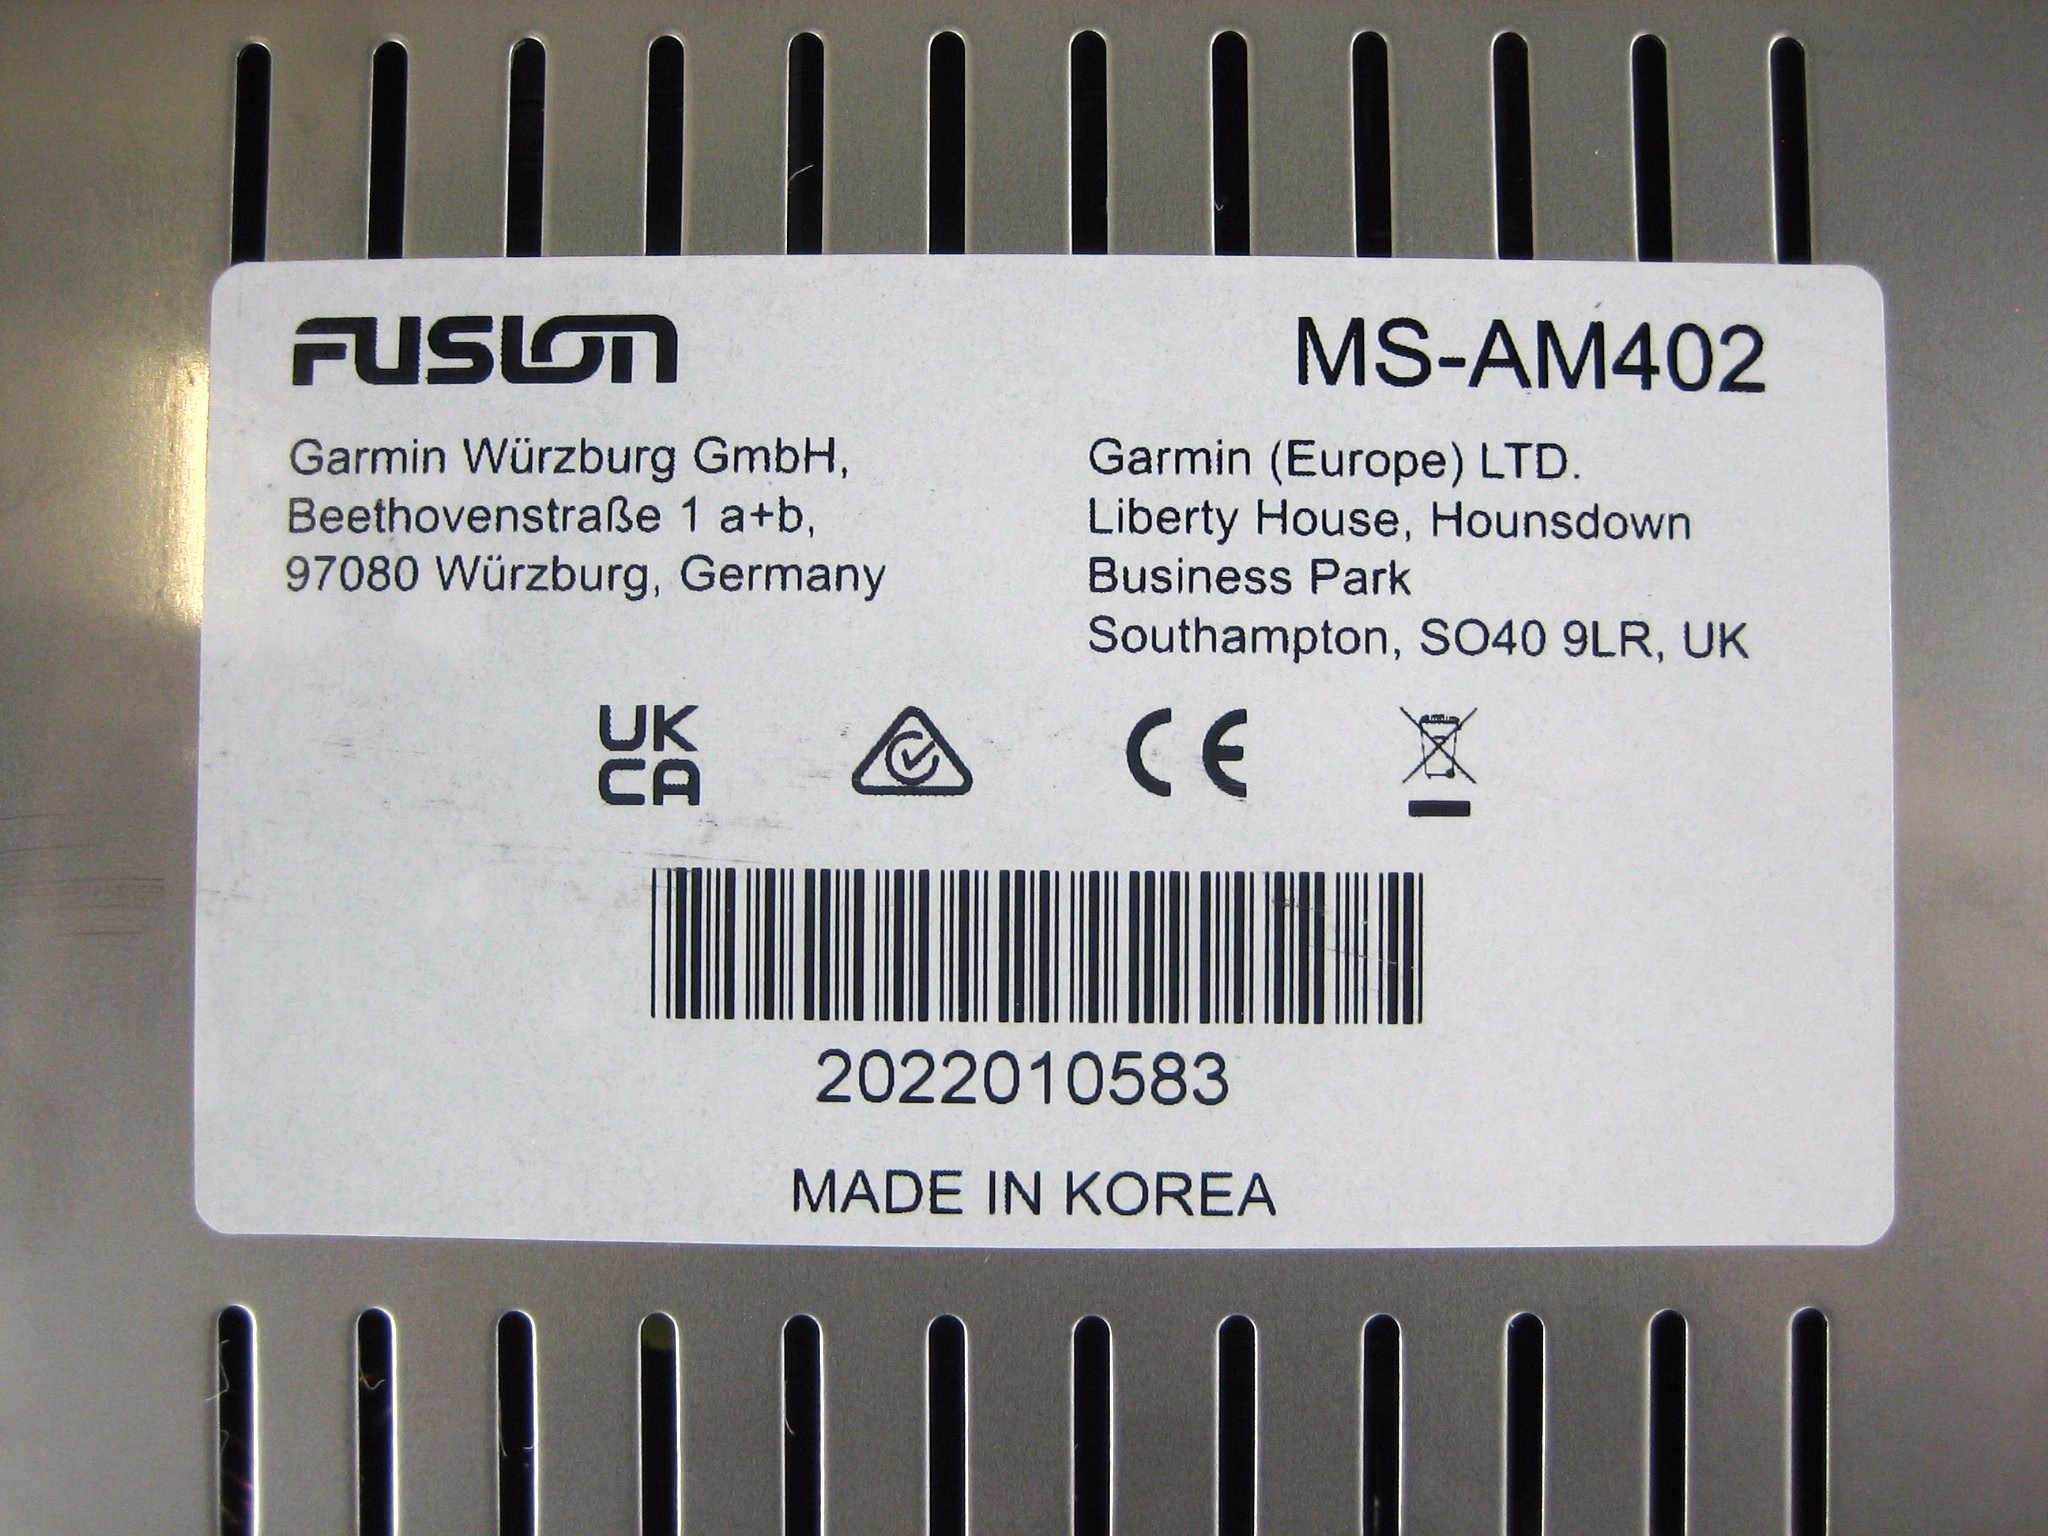 FUSION
MS-AM402
Garmin Würzburg GmbH,
Beethovenstraße 1 a+b,
97080 Würzburg, Germany
Garmin (Europe) LTD.
Liberty House, Hounsdown
Business Park
Southampton, SO40 9LR, UK
UK
CA
CE
2022010583
MADE IN KOREA